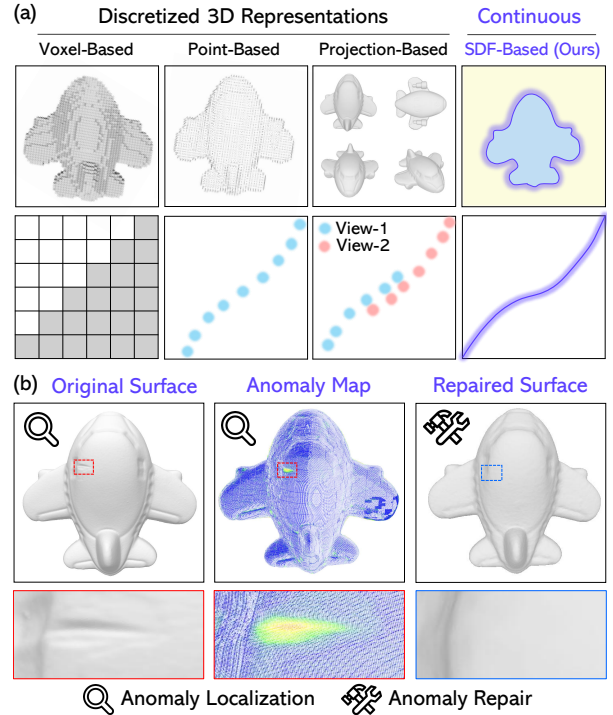 (a) Discretized 3D Representations Continuous
Voxel-Based Point-Based Projection-Based SDF-Based (Ours)
View-1
View-2
(b) Original Surface Anomaly Map Repaired Surface
Anomaly Localization Anomaly Repair